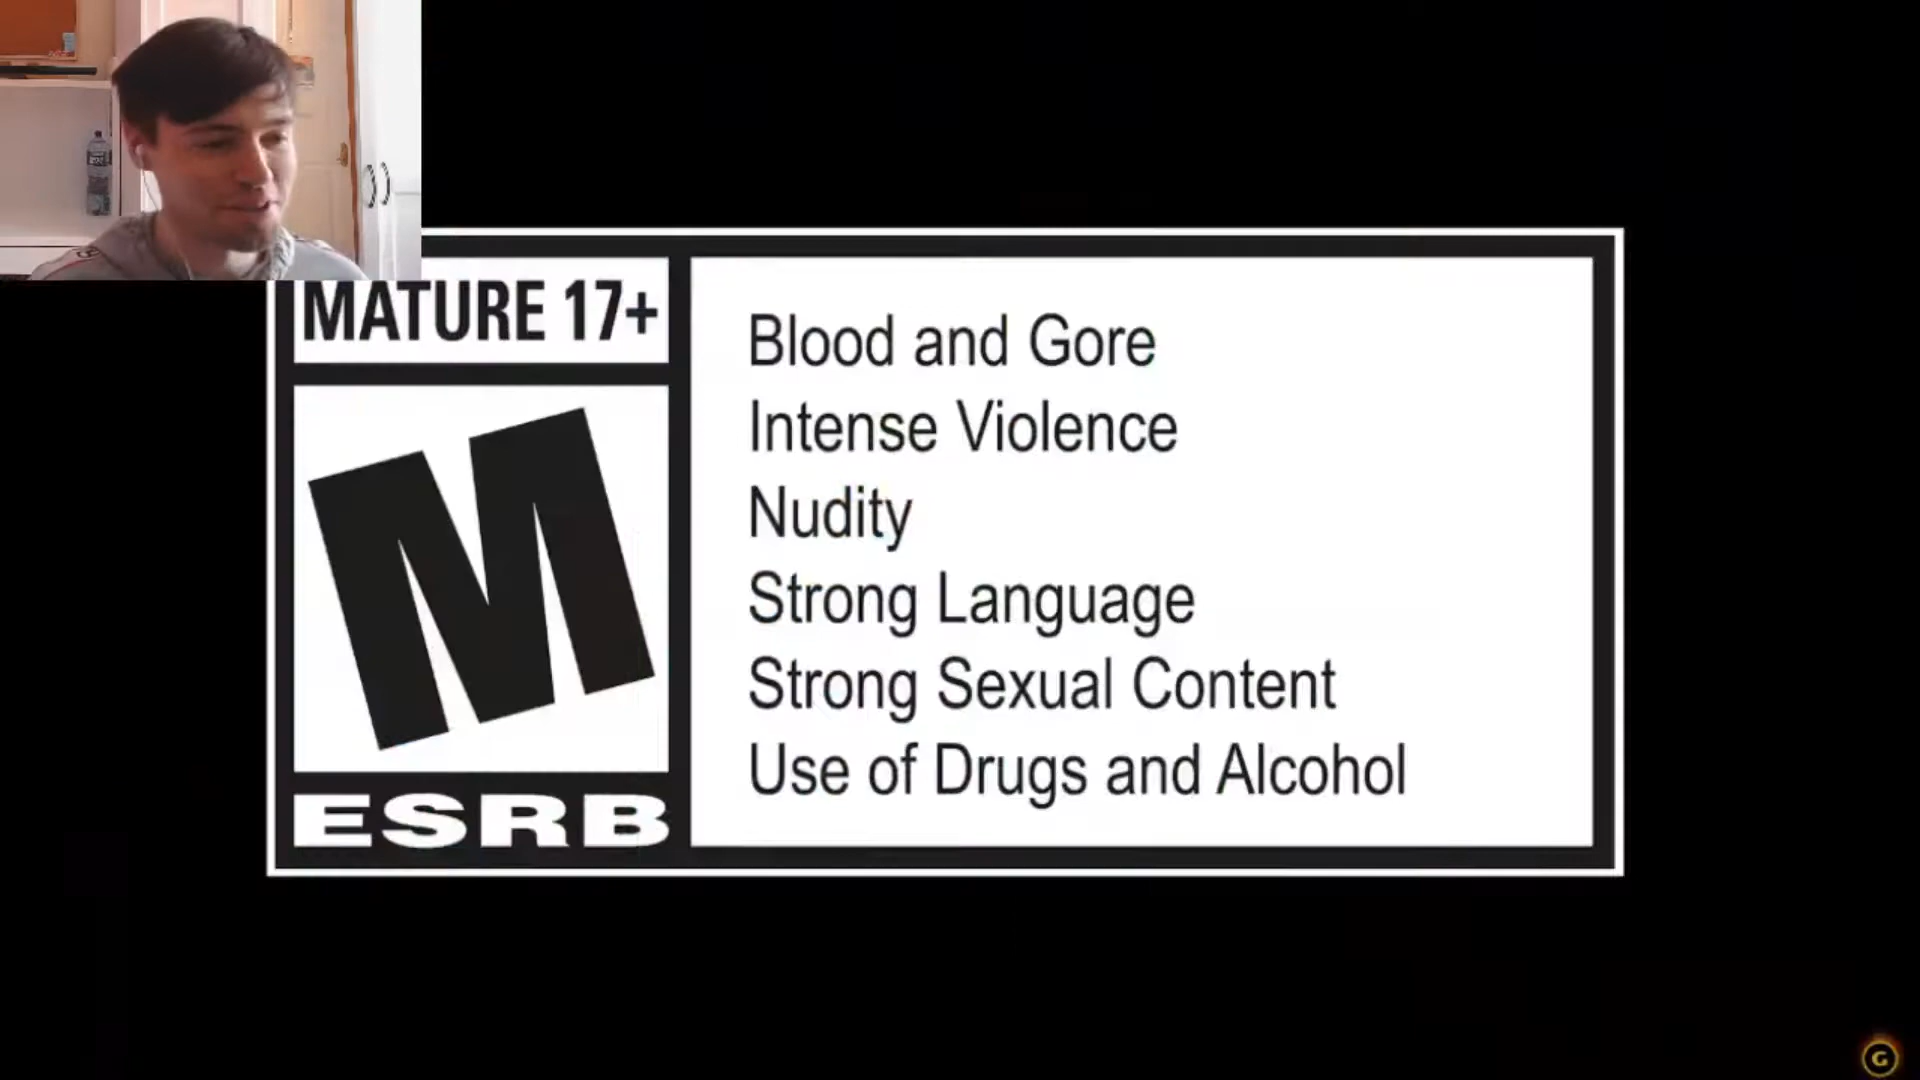 MATURE 17+
M
ESRB
Blood and Gore
Intense Violence
Nudity
Strong Language
Strong Sexual Content
Use of Drugs and Alcohol
G